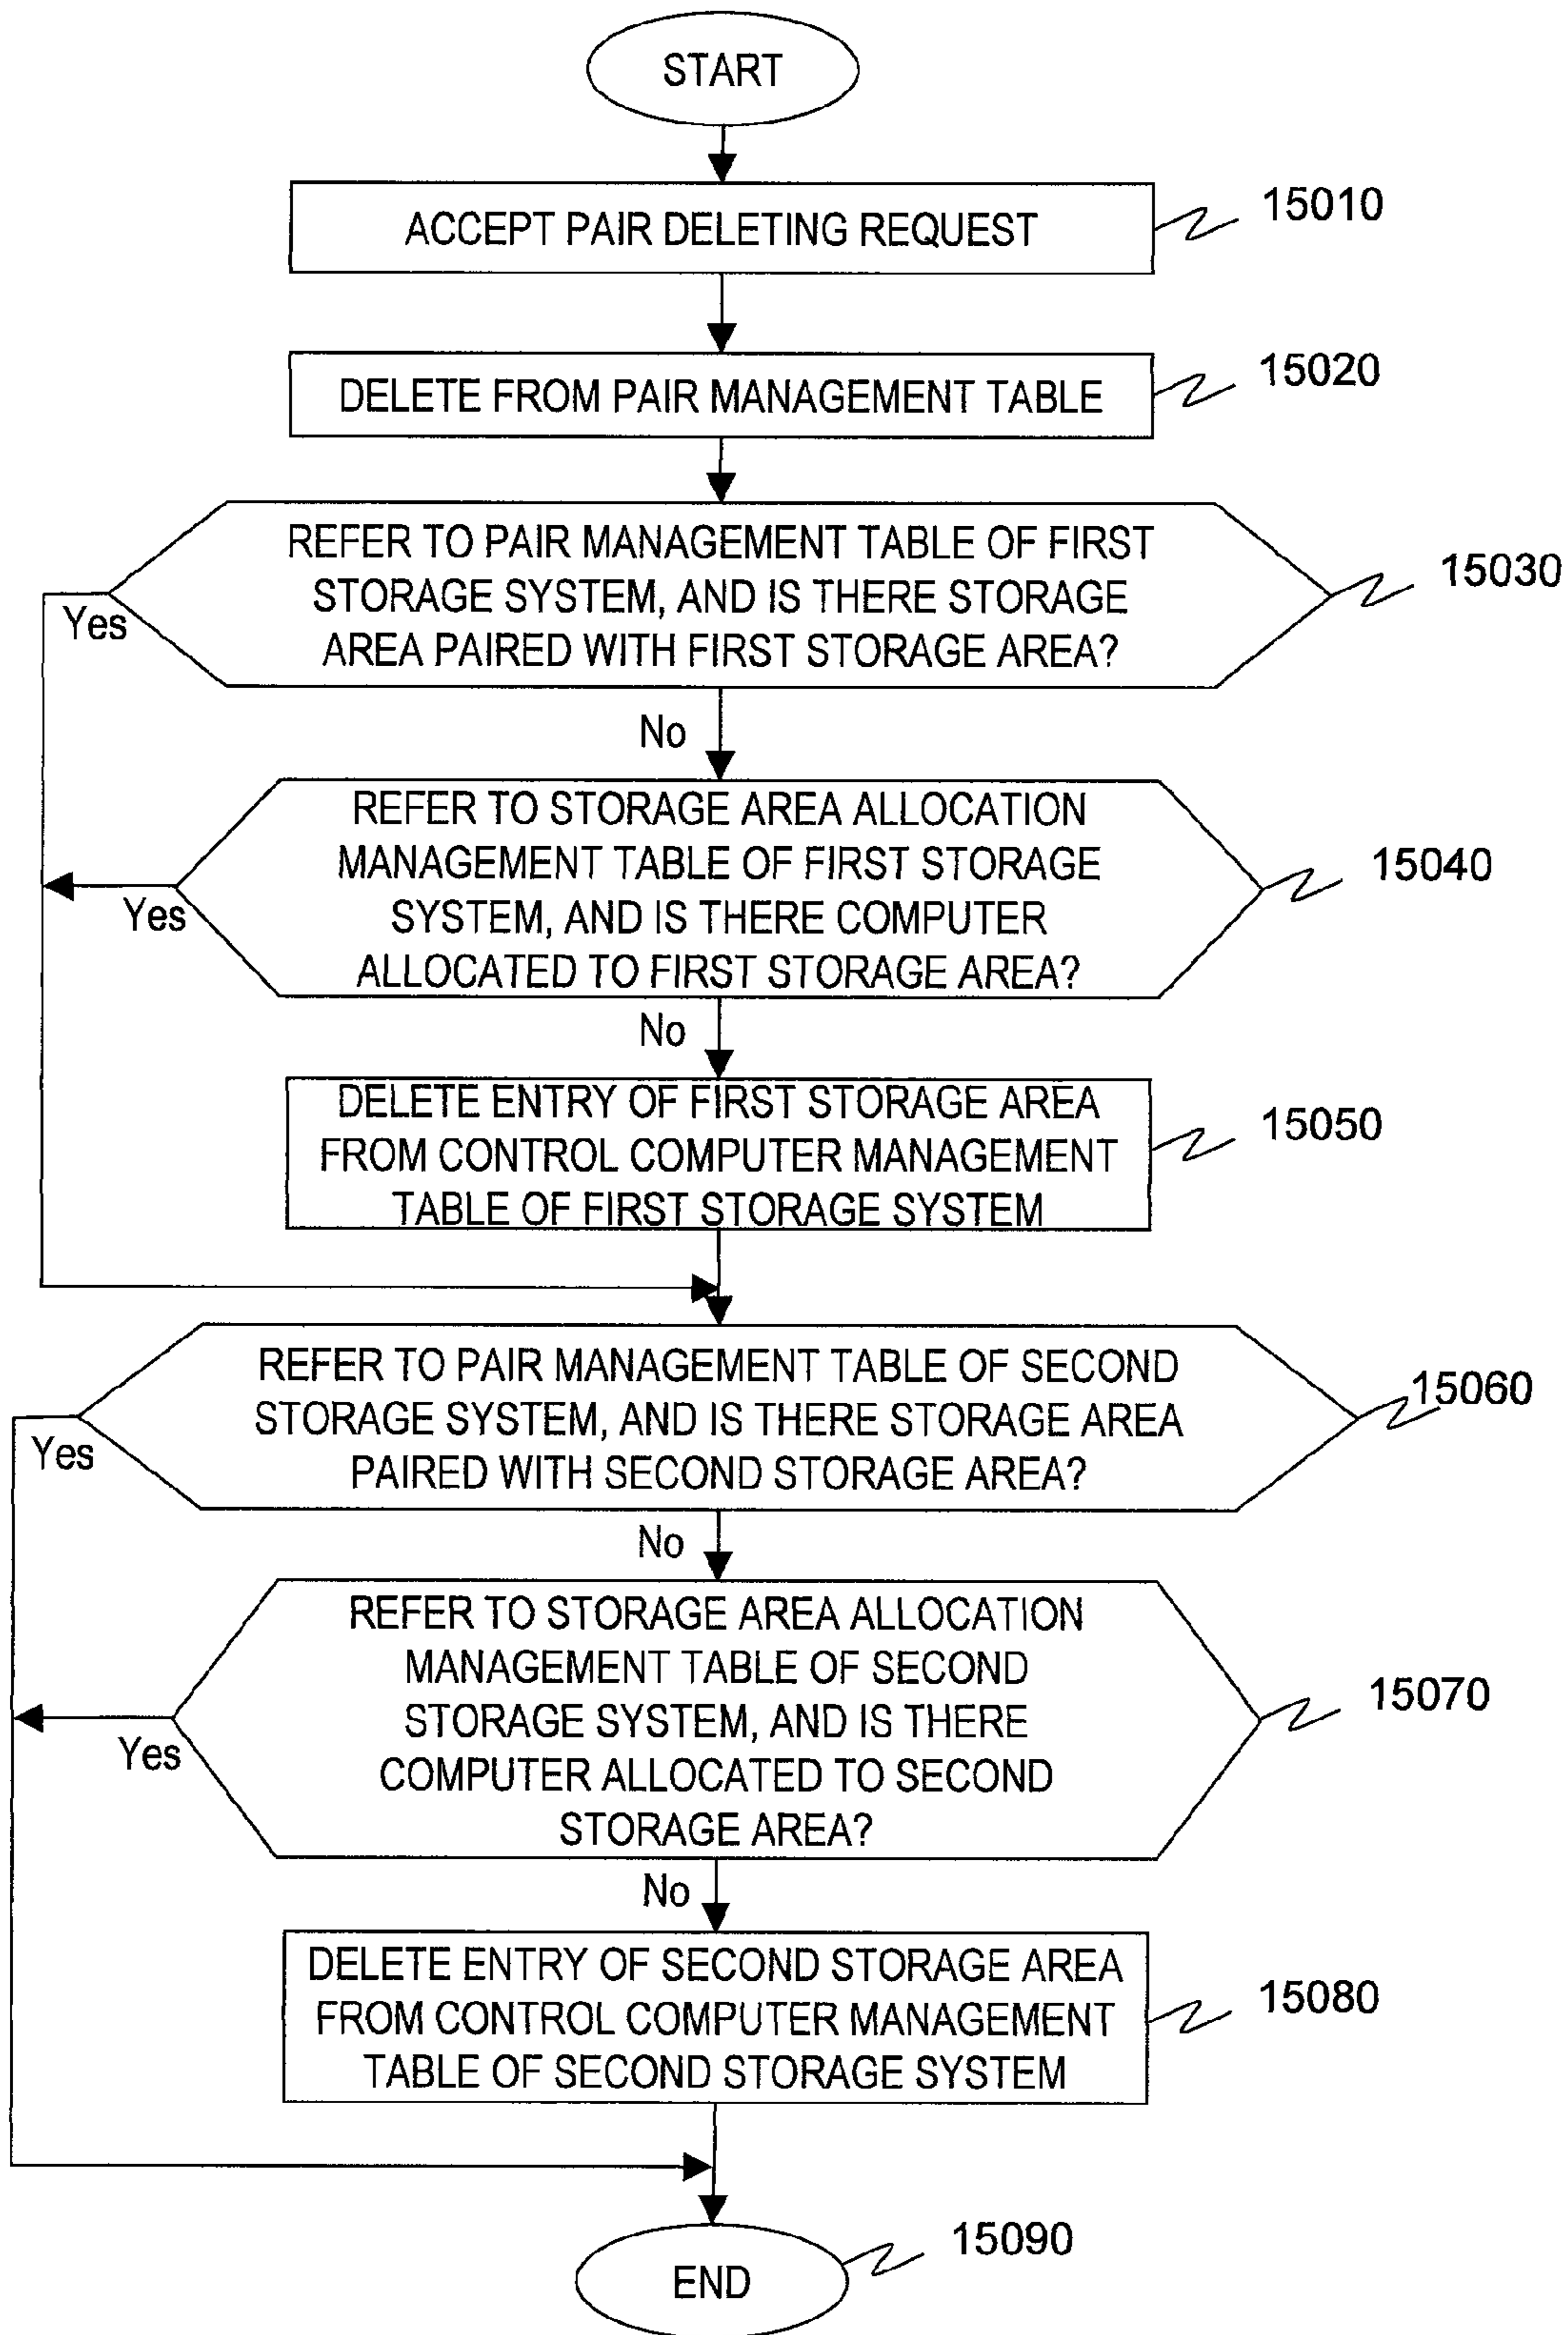 START
ACCEPT PAIR DELETING REQUEST
15010
DELETE FROM PAIR MANAGEMENT TABLE
15020
REFER TO PAIR MANAGEMENT TABLE OF FIRST
STORAGE SYSTEM, AND IS THERE STORAGE
AREA PAIRED WITH FIRST STORAGE AREA?
15030
Yes
No
REFER TO STORAGE AREA ALLOCATION
MANAGEMENT TABLE OF FIRST STORAGE
SYSTEM, AND IS THERE COMPUTER
ALLOCATED TO FIRST STORAGE AREA?
15040
Yes
No
DELETE ENTRY OF FIRST STORAGE AREA
FROM CONTROL COMPUTER MANAGEMENT
TABLE OF FIRST STORAGE SYSTEM
15050
REFER TO PAIR MANAGEMENT TABLE OF SECOND
STORAGE SYSTEM, AND IS THERE STORAGE AREA
PAIRED WITH SECOND STORAGE AREA?
15060
Yes
No
REFER TO STORAGE AREA ALLOCATION
MANAGEMENT TABLE OF SECOND
STORAGE SYSTEM, AND IS THERE
COMPUTER ALLOCATED TO SECOND
STORAGE AREA?
15070
Yes
No
DELETE ENTRY OF SECOND STORAGE AREA
FROM CONTROL COMPUTER MANAGEMENT
TABLE OF SECOND STORAGE SYSTEM
15080
END
15090